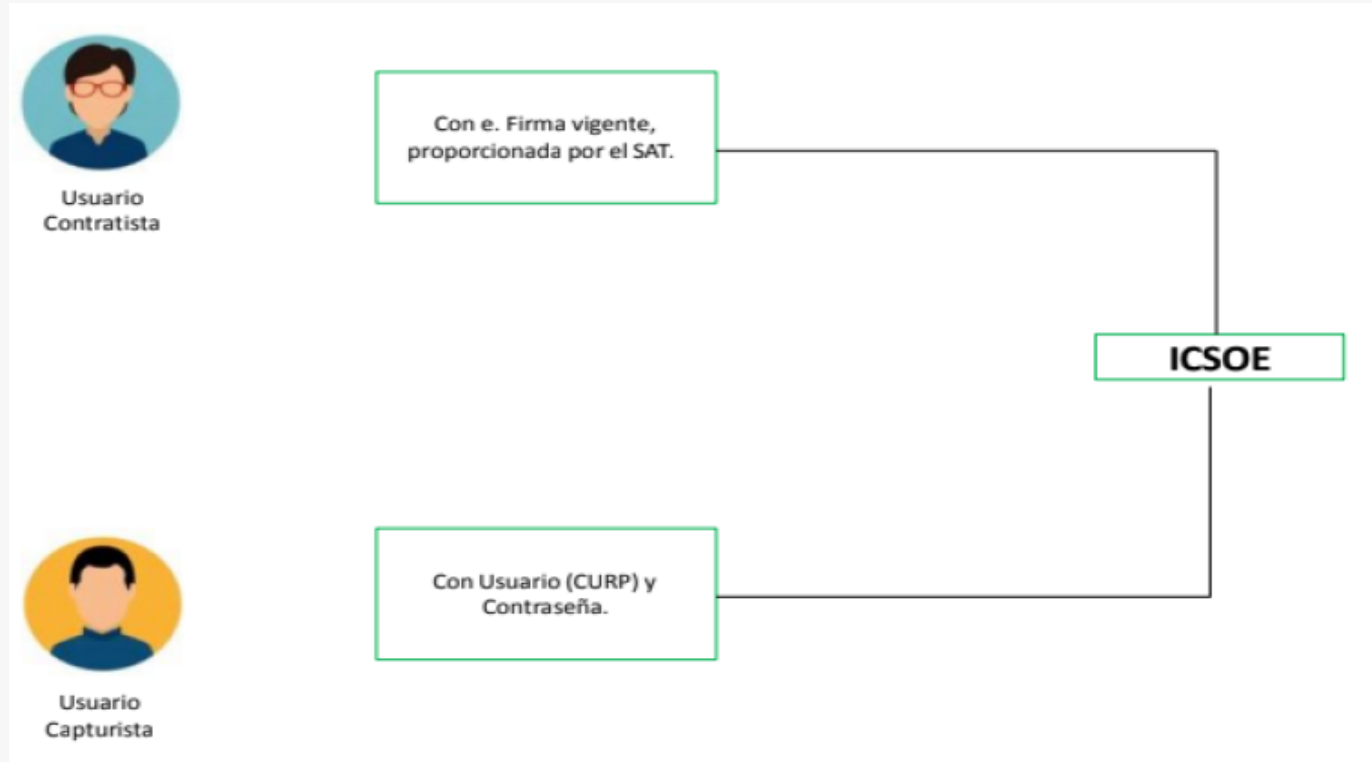 Con e. Firma vigente,
proporcionada por el SAT.
Usuario
Contratista
ICSOE
Con Usuario (CURP) y
Contraseña.
Usuario
Capturista